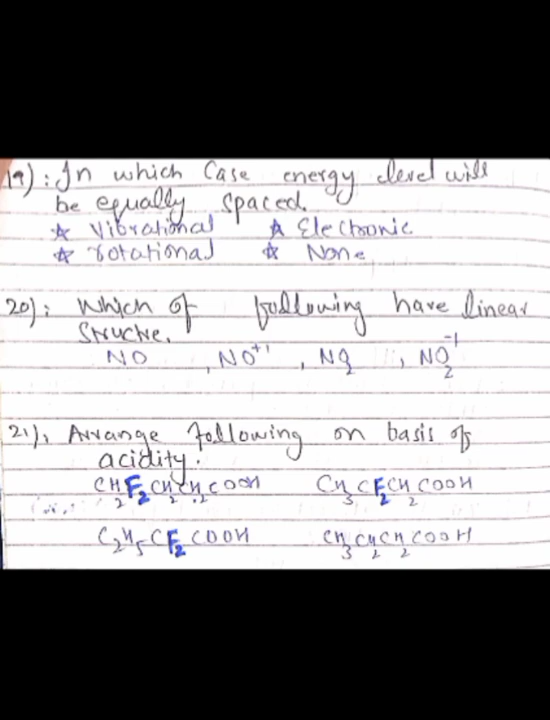 19): In which Case energy level will
be equally spaced.
☆ Vibrational ☆ Electronic
☆ rotational ☆ None
20): Which of following have linear
Structre.
NO , NO⁺¹ , NO₂ , NO₂⁻¹
21), Arrange following on basis of
acidity.
CH₂F₂CH₂CH₂COOH CH₃CF₂CH₂COOH
C₂H₅CF₂COOH CH₃CH₂CH₂COOH